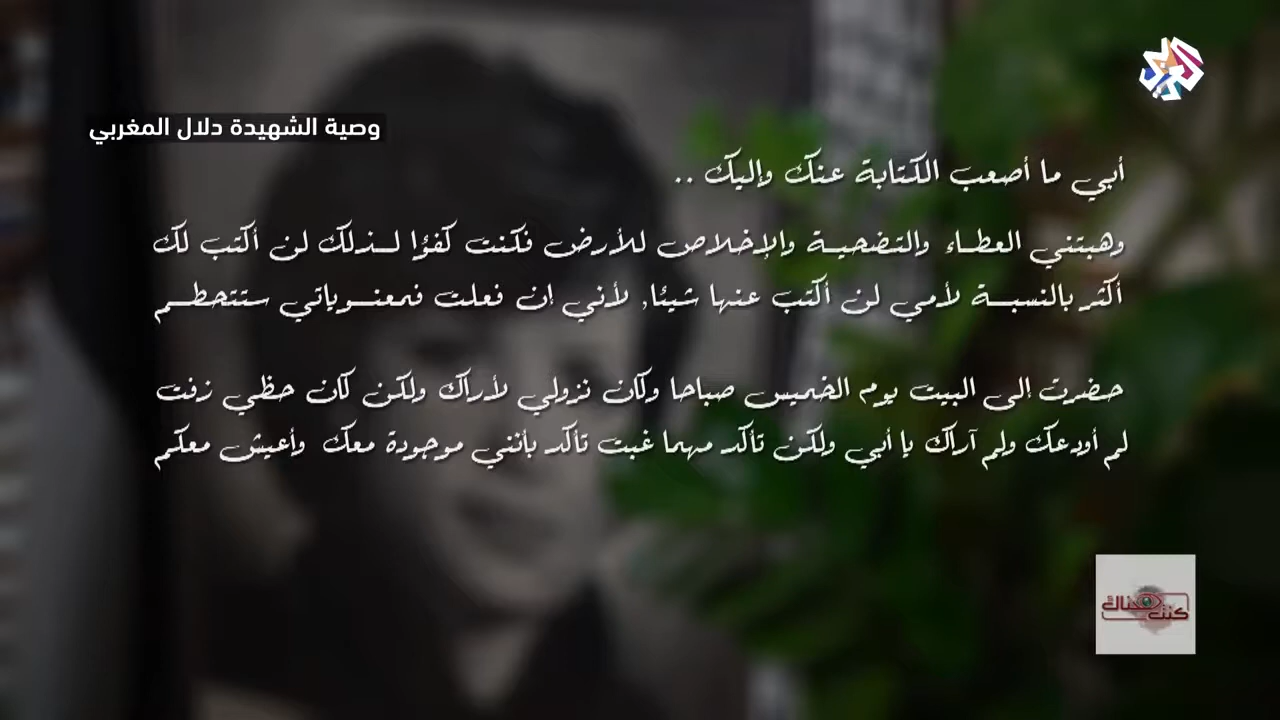 وصية الشهيدة دلال المغربي
أبي ما أصعب الكتابة عنك وإليك ..
وهبتني العطاء والتضحية والإخلاص للأرض فكنت كفؤا لذلك لن أكتب لك
أكثر بالنسبة لأمي لن أكتب عنها شيئا, لأني إن فعلت فمعنوياتي ستتحطم
حضرت إلى البيت يوم الخميس صباحا وكان نزولي لأراك ولكن كان حظي زفت
لم أودعك ولم آراك يا أبي ولكن تأكد مهما غبت تأكد بأنني موجودة معك وأعيش معكم
كنت هناك